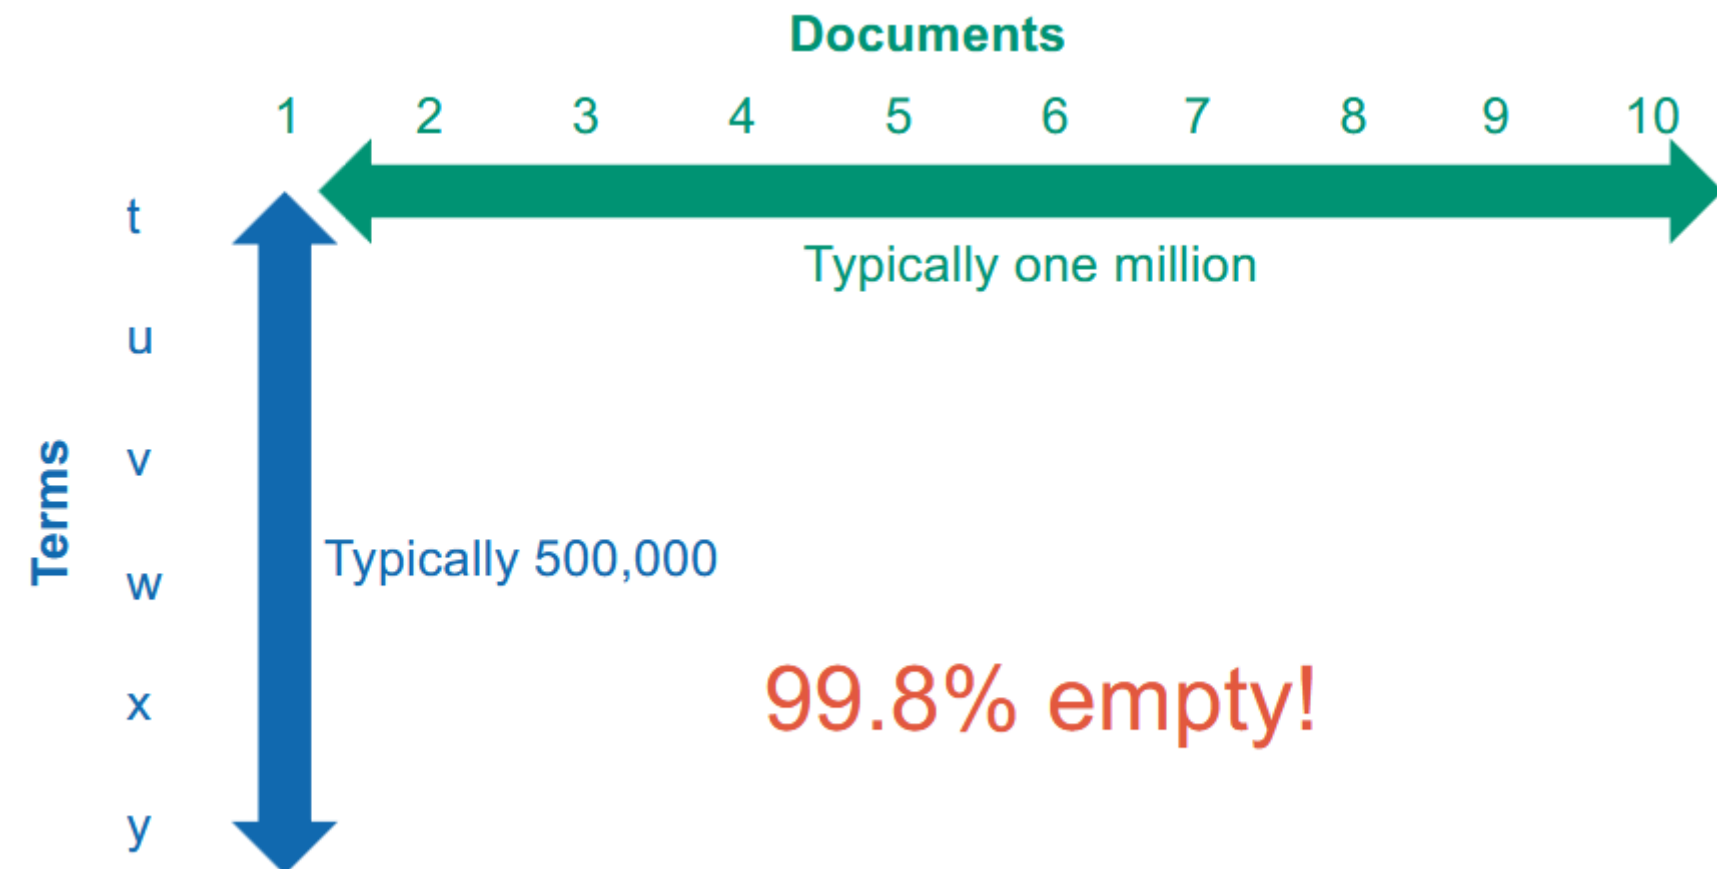 Documents
1 2 3 4 5 6 7 8 9 10
t
Typically one million
u
v
Terms
Typically 500,000
w
x
99.8% empty!
y